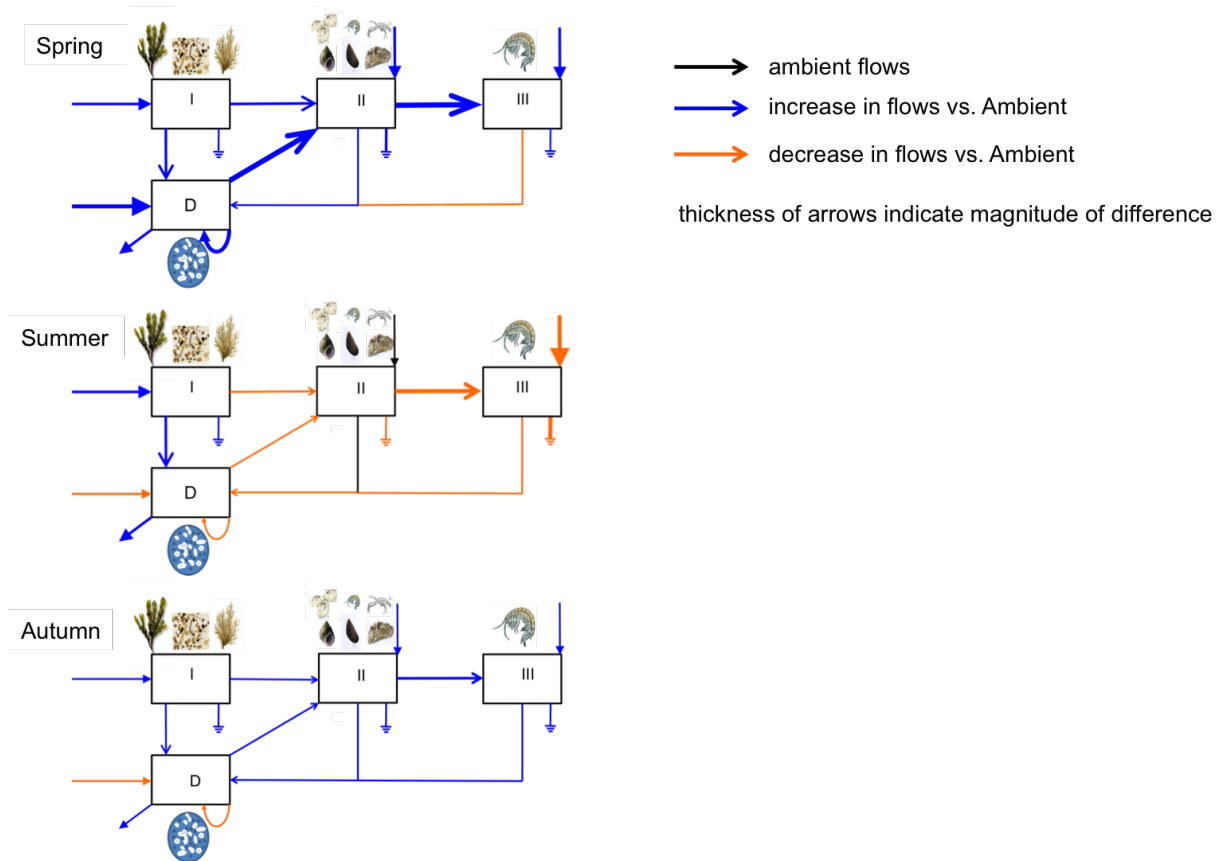 Spring
I
II
III
D
ambient flows
increase in flows vs. Ambient
decrease in flows vs. Ambient
thickness of arrows indicate magnitude of difference
Summer
I
II
III
D
Autumn
I
II
III
D